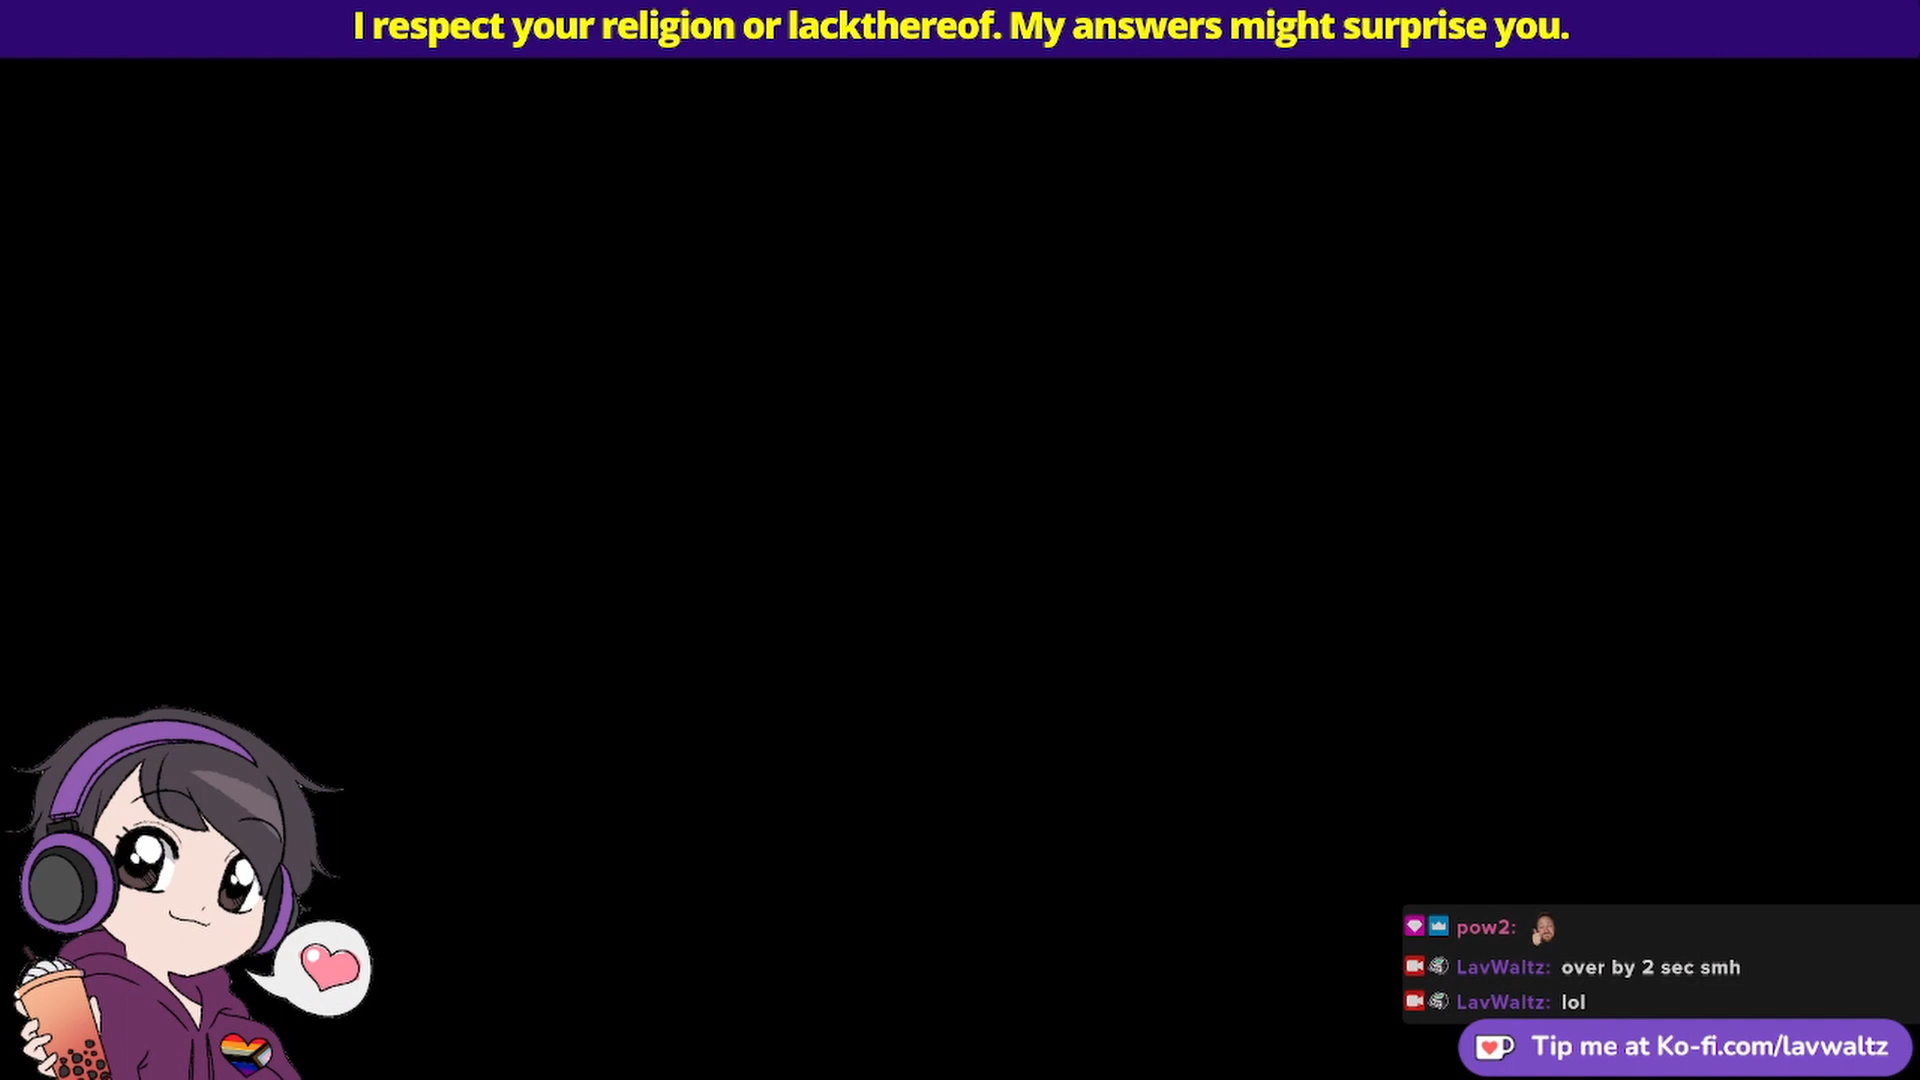 I respect your religion or lackthereof. My answers might surprise you.
pow2:
LavWaltz: over by 2 sec smh
LavWaltz: lol
Tip me at Ko-fi.com/lavwaltz